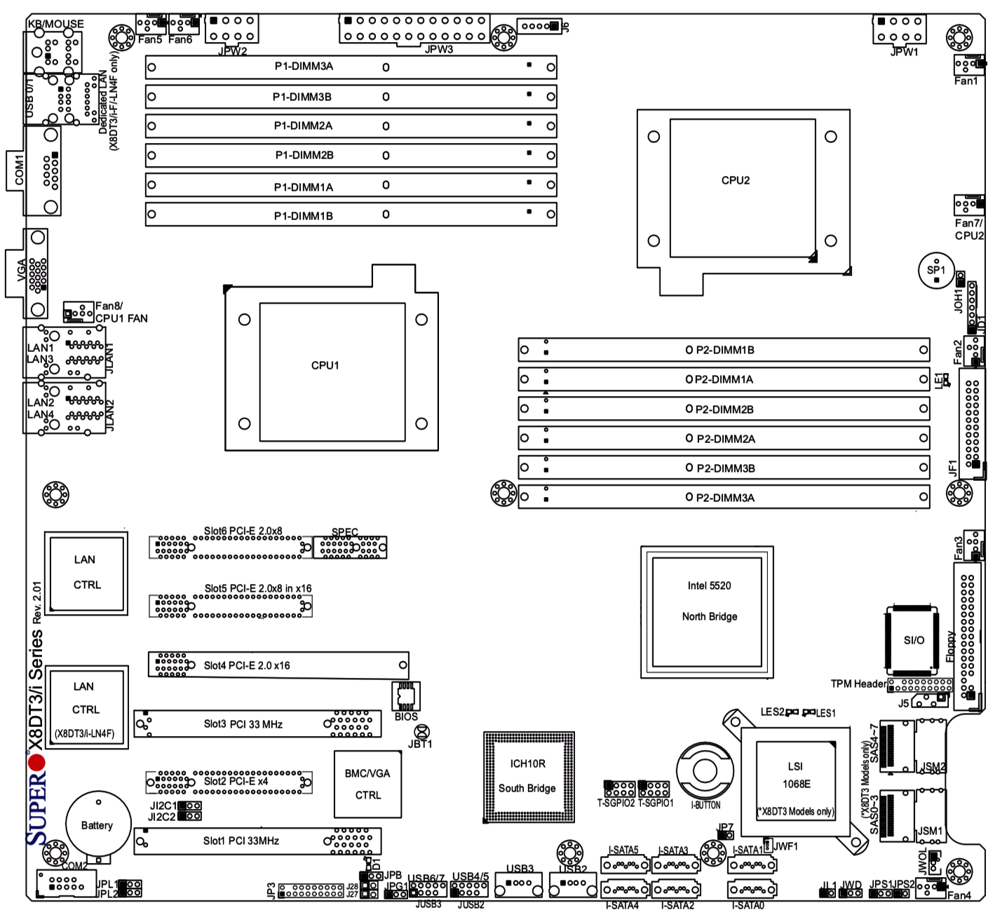 KB/MOUSE
Fan5
Fan6
JPW2
JPW3
J6
JPW1
Fan1
USB 0/1
Dedicated LAN
(X8DT3/i-F/-LN4F only)
P1-DIMM3A
P1-DIMM3B
P1-DIMM2A
P1-DIMM2B
P1-DIMM1A
P1-DIMM1B
COM1
CPU2
Fan7/
CPU2
VGA
SP1
JOH1
JD1
Fan8/
CPU1 FAN
LAN1
LAN3
JLAN1
LAN2
LAN4
JLAN2
CPU1
Fan2
LE1
P2-DIMM1B
P2-DIMM1A
P2-DIMM2B
P2-DIMM2A
P2-DIMM3B
P2-DIMM3A
JF1
Slot6 PCI-E 2.0x8
SPEC
LAN
CTRL
Fan3
Slot5 PCI-E 2.0x8 in x16
Intel 5520
North Bridge
SI/O
Floppy
Slot4 PCI-E 2.0 x16
LAN
CTRL
(X8DT3/i-LN4F)
TPM Header
J5
BIOS
Slot3 PCI 33 MHz
JBT1
LES2
LES1
SUPER® X8DT3/i Series Rev. 2.01
ICH10R
South Bridge
BMC/VGA
CTRL
LSI
1068E
(*X8DT3 Models only)
SAS4~7
JSM2
(*X8DT3 Models only)
SAS0~3
JSM1
Slot2 PCI-E x4
T-SGPIO2
T-SGPIO1
I-BUTTON
JI2C1
JI2C2
Battery
JP7
Slot1 PCI 33MHz
JWF1
I-SATA5
I-SATA3
I-SATA1
JWOL
COM2
D1
JPB
USB6/7
USB4/5
USB3
USB2
JPL1
JPL2
JP3
J28
J27
JPG1
JUSB3
JUSB2
I-SATA4
I-SATA2
I-SATA0
JL1
JWD
JPS1
JPS2
Fan4